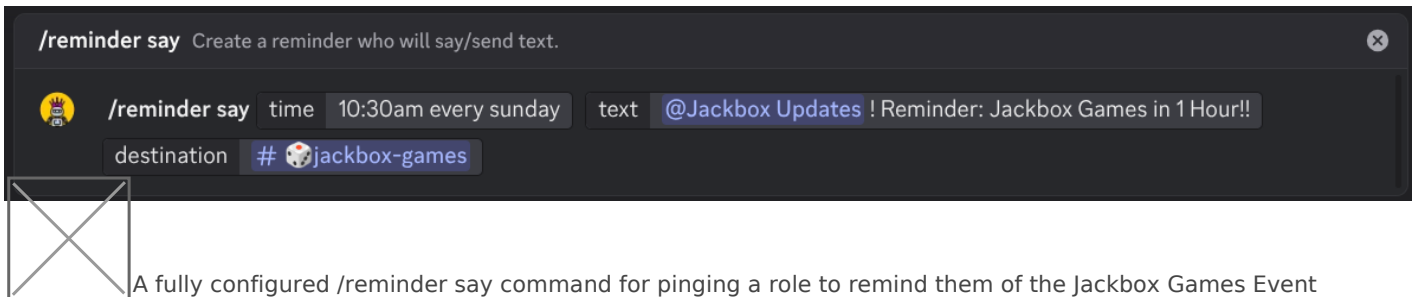 /reminder say Create a reminder who will say/send text.
/reminder say time 10:30am every sunday text @Jackbox Updates ! Reminder: Jackbox Games in 1 Hour!!
destination # 🎲jackbox-games
A fully configured /reminder say command for pinging a role to remind them of the Jackbox Games Event